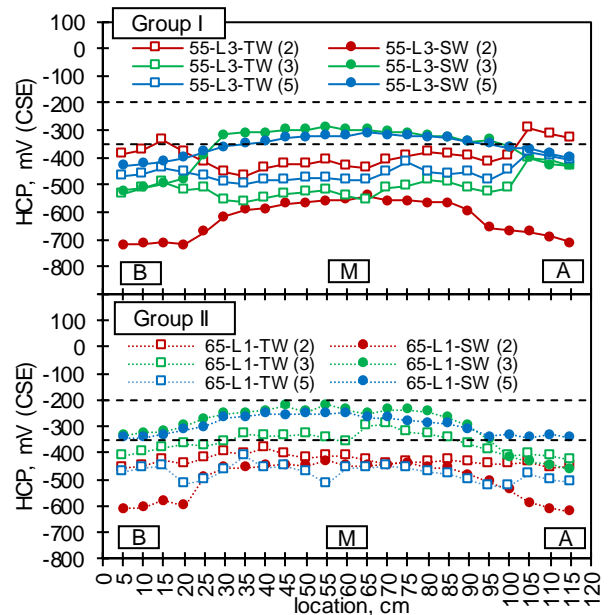 Group I
100
0
-100
-200
-300
-400
-500
-600
-700
-800
HCP, mV (CSE)
55-L3-TW (2) 55-L3-SW (2)
55-L3-TW (3) 55-L3-SW (3)
55-L3-TW (5) 55-L3-SW (5)
B M A
Group II
100
0
-100
-200
-300
-400
-500
-600
-700
-800
HCP, mV (CSE)
65-L1-TW (2) 65-L1-SW (2)
65-L1-TW (3) 65-L1-SW (3)
65-L1-TW (5) 65-L1-SW (5)
B M A
0 5 10 15 20 25 30 35 40 45 50 55 60 65 70 75 80 85 90 95 100 105 110 115
location, cm